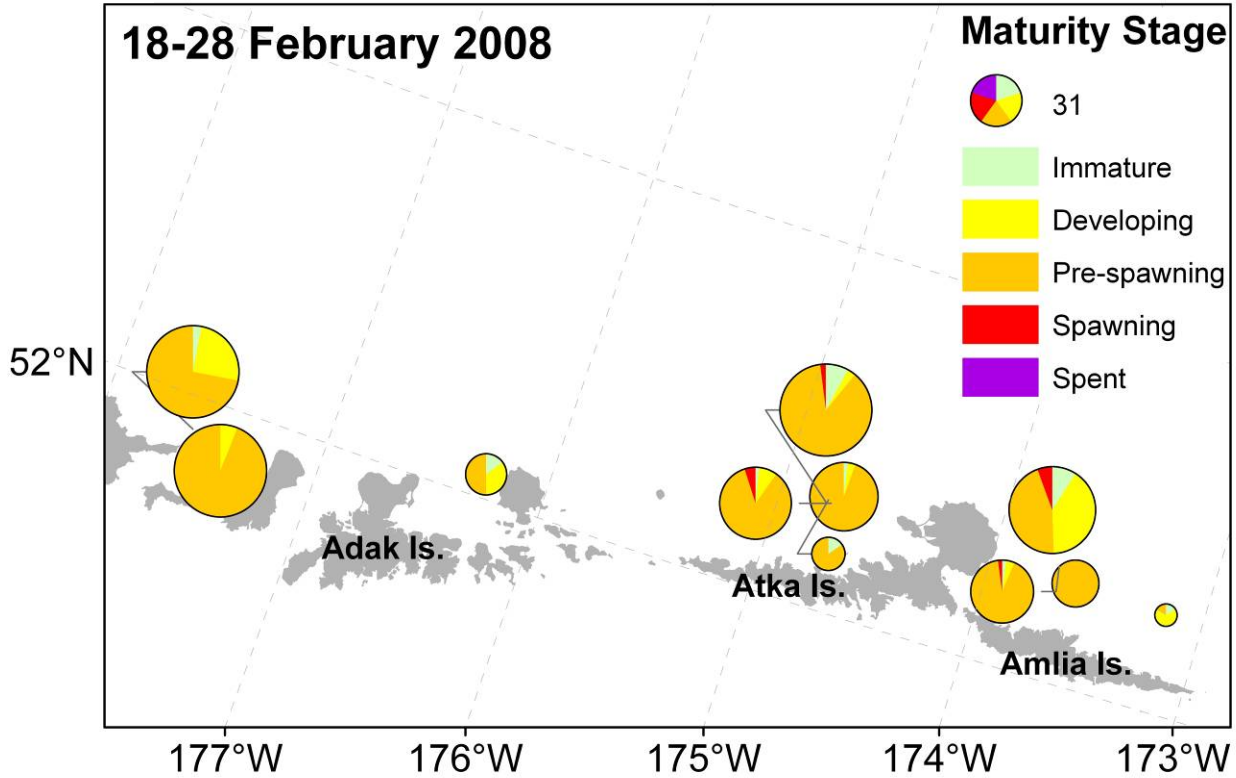 18-28 February 2008
Maturity Stage
31
Immature
Developing
Pre-spawning
Spawning
Spent
52°N
Adak Is.
Atka Is.
Amlia Is.
177°W
176°W
175°W
174°W
173°W